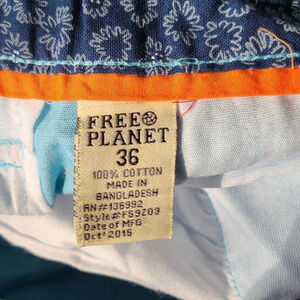 FREE PLANET
36
100% COTTON
MADE IN
BANGLADESH
RN#136992
Style#FS9203
Date of MFG
Oct' 2015